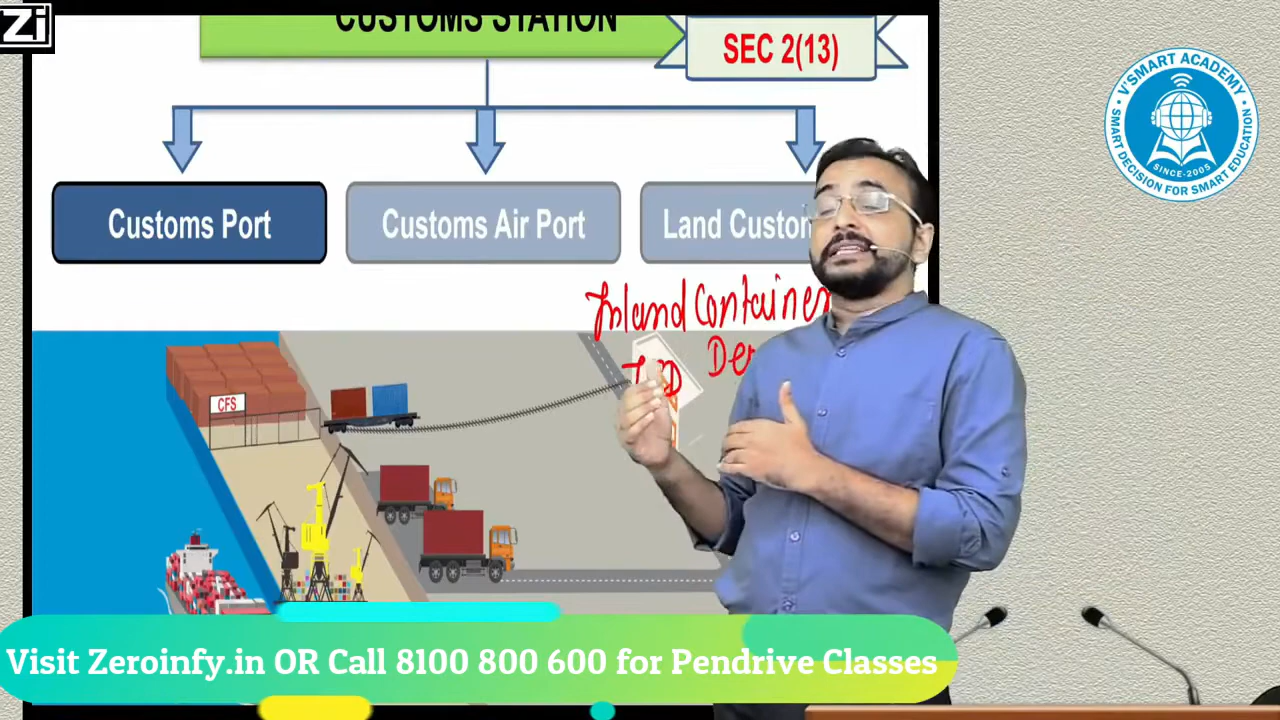 Zi
CUSTOMS STATION
SEC 2(13)
V'SMART ACADEMY
SMART DECISION FOR SMART EDUCATION
SINCE-2005
Customs Port
Customs Air Port
Land Custom
Inland Container
CFS
Visit Zeroinfy.in OR Call 8100 800 600 for Pendrive Classes